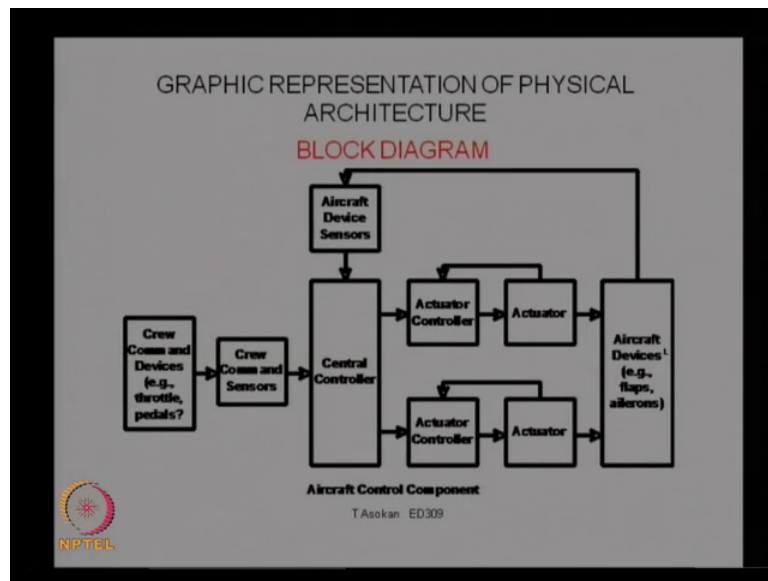 GRAPHIC REPRESENTATION OF PHYSICAL
ARCHITECTURE
BLOCK DIAGRAM
Aircraft
Device
Sensors
Crew
Command
Devices
(e.g.,
throttle,
pedals?
Crew
Command
Sensors
Central
Controller
Actuator
Controller
Actuator
Actuator
Controller
Actuator
Aircraft
Devices
(e.g.,
flaps,
ailerons)
Aircraft Control Component
T Asokan ED309
NPTEL